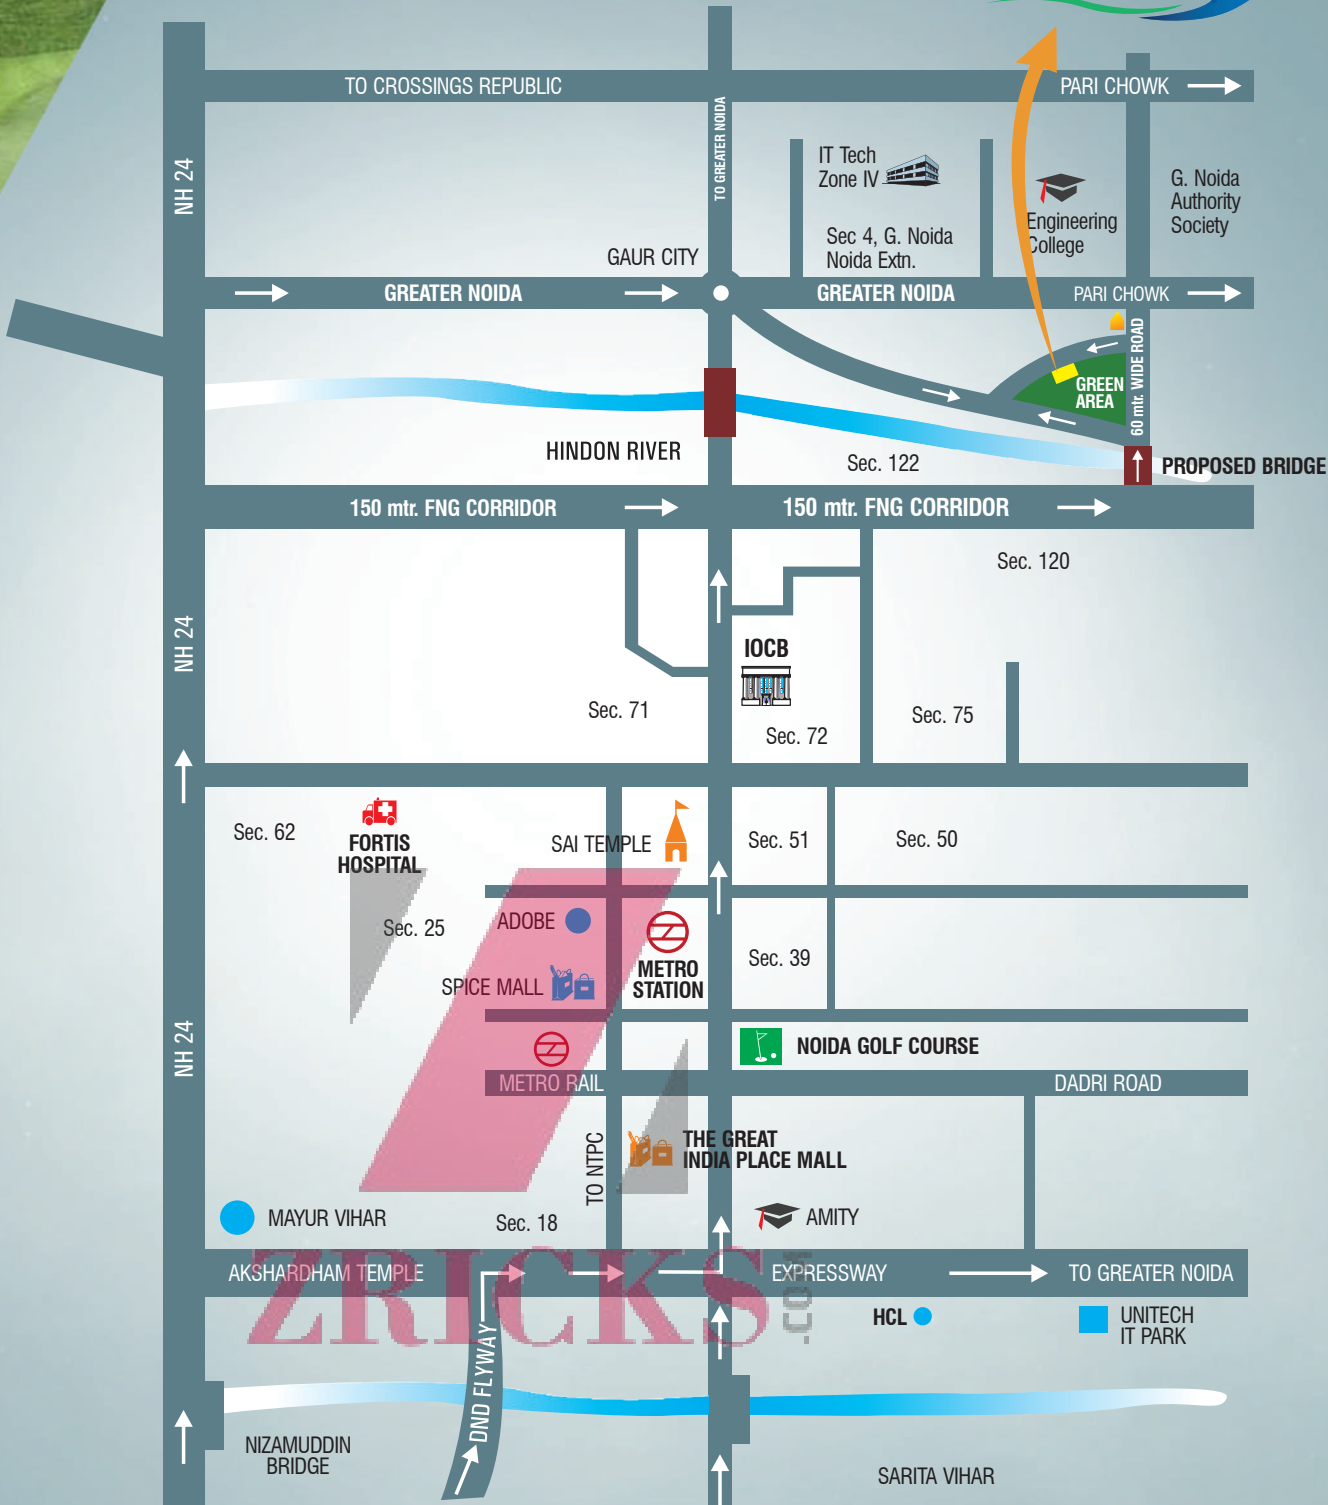 TO CROSSINGS REPUBLIC
PARI CHOWK
NH 24
TO GREATER NOIDA
IT Tech
Zone IV
Engineering
College
G. Noida
Authority
Society
Sec 4, G. Noida
Noida Extn.
GAUR CITY
GREATER NOIDA
GREATER NOIDA
PARI CHOWK
60 mtr. WIDE ROAD
GREEN
AREA
HINDON RIVER
Sec. 122
PROPOSED BRIDGE
150 mtr. FNG CORRIDOR
150 mtr. FNG CORRIDOR
Sec. 120
NH 24
IOCB
Sec. 71
Sec. 72
Sec. 75
Sec. 62
FORTIS
HOSPITAL
SAI TEMPLE
Sec. 51
Sec. 50
Sec. 25
ADOBE
SPICE MALL
METRO
STATION
Sec. 39
NH 24
NOIDA GOLF COURSE
METRO RAIL
DADRI ROAD
TO NTPC
THE GREAT
INDIA PLACE MALL
MAYUR VIHAR
Sec. 18
AMITY
AKSHARDHAM TEMPLE
EXPRESSWAY
TO GREATER NOIDA
ZRICKS
.COM
HCL
UNITECH
IT PARK
DND FLYWAY
NIZAMUDDIN
BRIDGE
SARITA VIHAR